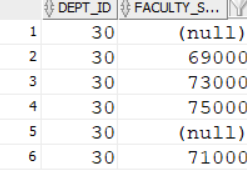 DEPT_ID FACULTY_S...
1 30 (null)
2 30 69000
3 30 73000
4 30 75000
5 30 (null)
6 30 71000